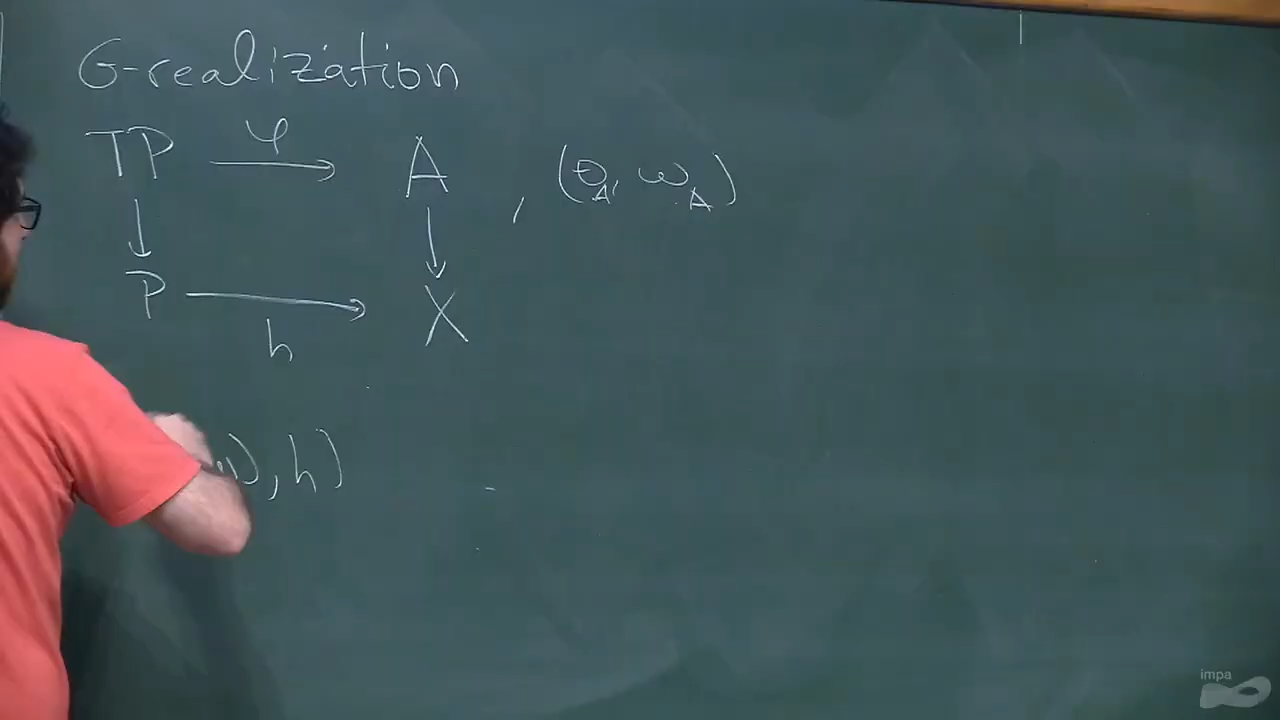 G-realization
TP φ→ A , (θ_A, ω_A)
↓ ↓
P → X
h
ω), h)
impa